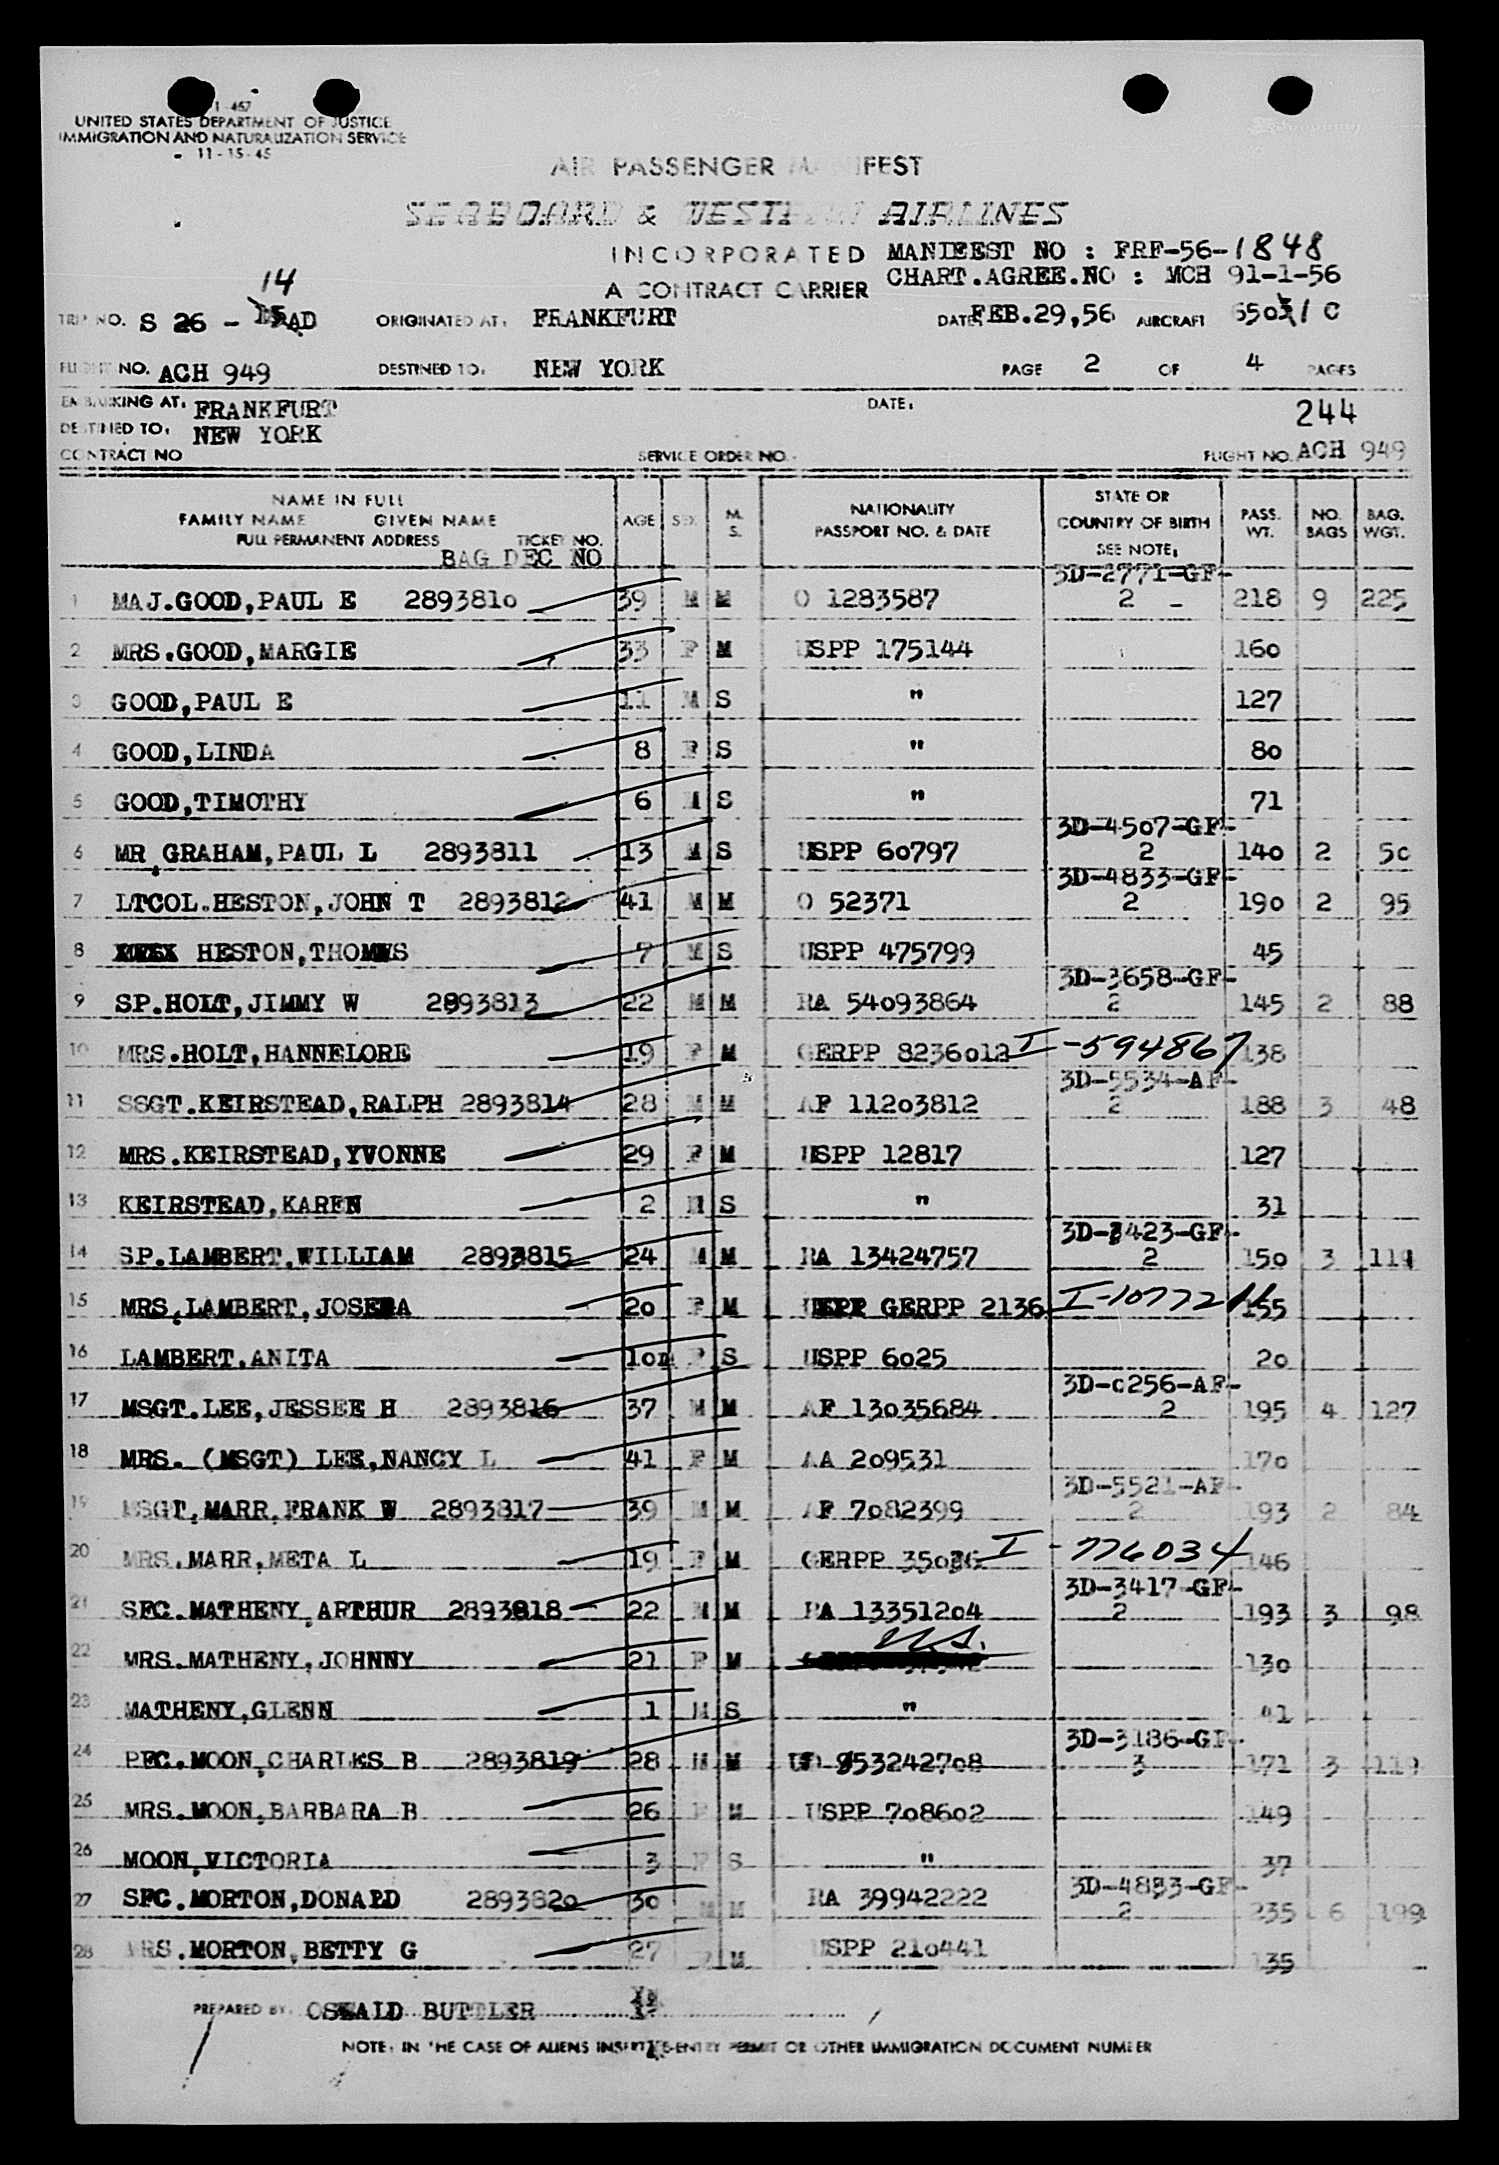 I-467
UNITED STATES DEPARTMENT OF JUSTICE
IMMIGRATION AND NATURALIZATION SERVICE
11-15-45
AIR PASSENGER MANIFEST
SEABOARD & WESTERN AIRLINES
INCORPORATED MANIEEST NO : FRF-56-1848
A CONTRACT CARRIER CHART.AGREE.NO : MCH 91-1-56
14
TRIP NO. S 26 - AD ORIGINATED AT: FRANKFURT DATE: FEB.29,56 AIRCRAFT C
FLIGHT NO. ACH 949 DESTINED TO: NEW YORK PAGE 2 OF 4 PAGES
EMBARKING AT: FRANKFURT DATE: 244
DESTINED TO: NEW YORK
CONTRACT NO SERVICE ORDER NO. FLIGHT NO. ACH 949
NAME IN FULL
FAMILY NAME GIVEN NAME
FULL PERMANENT ADDRESS TICKET NO.
BAG DEC NO
AGE SEX M. S.
NATIONALITY
PASSPORT NO. & DATE
STATE OR
COUNTRY OF BIRTH
SEE NOTE:
PASS. WT. NO. BAGS BAG. WGT.
3D-2771-GF-
1 MAJ.GOOD,PAUL E 2893810 39 M M O 1283587 2 - 218 9 225
2 MRS.GOOD,MARGIE 33 F M USPP 175144 160
3 GOOD,PAUL E 11 M S " 127
4 GOOD,LINDA 8 F S " 80
5 GOOD,TIMOTHY 6 M S " 71
3D-4507-GF-
6 MR,GRAHAM,PAUL L 2893811 13 M S USPP 60797 2 140 2 50
3D-4833-GF-
7 LTCOL.HESTON,JOHN T 2893812 41 M M O 52371 2 190 2 95
8 HESTON,THOMAS 7 M S USPP 475799 45
3D-3658-GF-
9 SP.HOLT,JIMMY W 2893813 22 M M RA 54093864 2 145 2 88
10 MRS.HOLT,HANNELORE 19 F M GERPP 8236012 I-594867 138
3D-5534-AF-
11 SSGT.KEIRSTEAD,RALPH 2893814 28 M M AF 11203812 2 188 3 48
12 MRS.KEIRSTEAD,YVONNE 29 F M USPP 12817 127
13 KEIRSTEAD,KAREN 2 M S " 31
3D-3423-GF-
14 SP.LAMBERT,WILLIAM 2893815 24 M M RA 13424757 2 150 3 111
15 MRS,LAMBERT,JOSERA 20 F M GERPP 2136 I-1077211 155
16 LAMBERT,ANITA 10m F S USPP 6025 20
3D-0256-AF-
17 MSGT.LEE,JESSEE H 2893816 37 M M AF 13035684 2 195 4 127
18 MRS. (MSGT) LEE,NANCY L 41 F M AA 209531 170
3D-5521-AF-
19 MSGT,MARR,FRANK W 2893817 39 M M AF 7082399 2 193 2 84
20 MRS.MARR,META L 19 F M GERPP 35036 I-776034 146
3D-3417-GF-
21 SFC.MATHENY,ARTHUR 2893818 22 M M RA 13351204 2 193 3 98
22 MRS.MATHENY,JOHNNY 21 F M U.S. 130
23 MATHENY,GLENN 1 M S " 41
3D-3186-GF-
24 PFC.MOON,CHARLES B 2893819 28 M M 3 171 3 119
25 MRS.MOON,BARBARA B 26 F M USPP 708602 149
26 MOON,VICTORIA 3 F S " 37
3D-4833-GF-
27 SFC.MORTON,DONALD 2893820 30 M M RA 39942222 2 235 6 199
28 MRS.MORTON,BETTY G 27 F M USPP 210441 135
PREPARED BY: OSWALD BUTTLER
NOTE: IN THE CASE OF ALIENS INSERT RE-ENTRY PERMIT OR OTHER IMMIGRATION DOCUMENT NUMBER